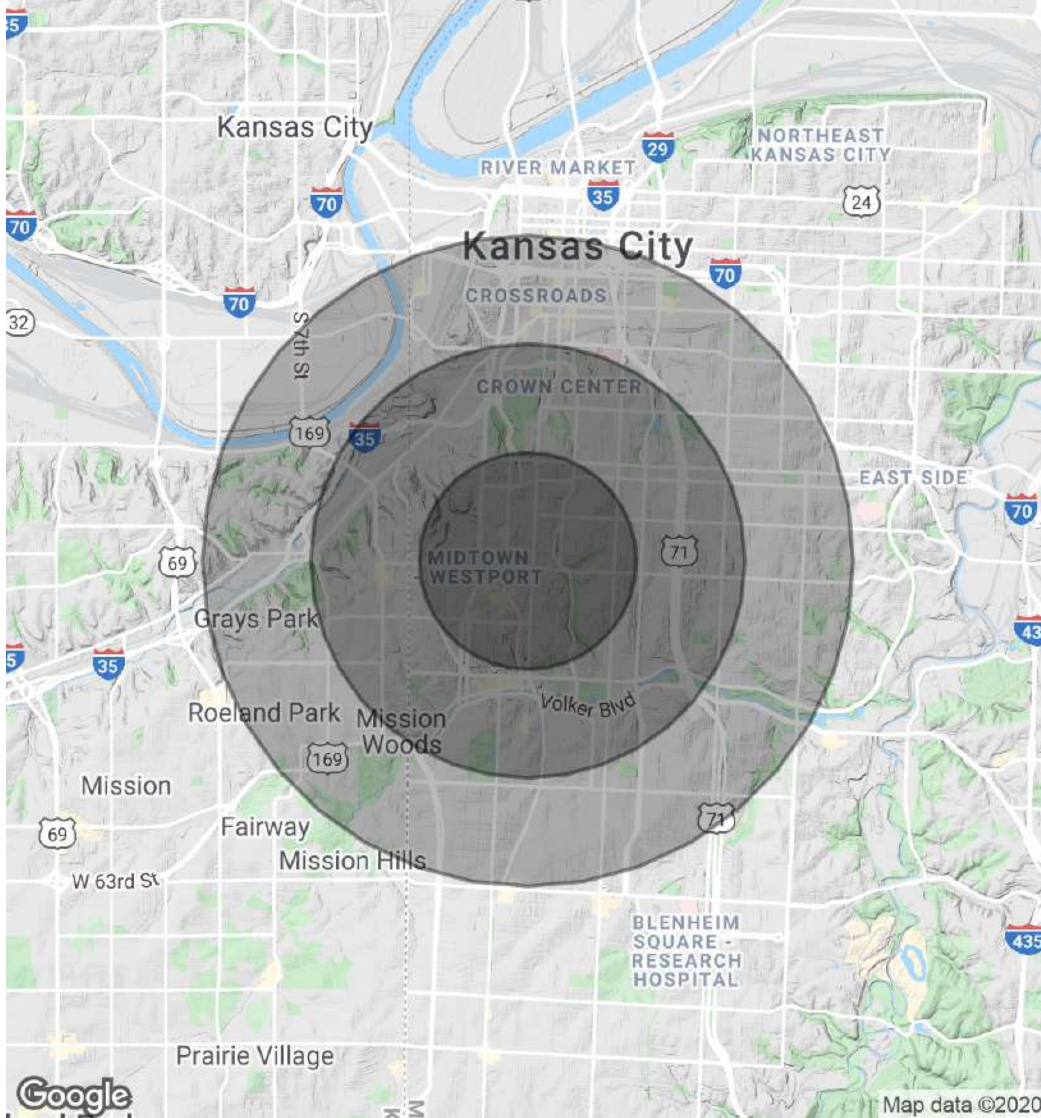 35
Kansas City
29
NORTHEAST
KANSAS CITY
RIVER MARKET
35
24
70
70
Kansas City
70
70
CROSSROADS
32
S 7th St
CROWN CENTER
169
35
EAST SIDE
70
71
MIDTOWN
- WESTPORT
69
Grays Park
43
5
35
Roeland Park
Mission
Woods
Volker Blvd
169
Mission
71
69
Fairway
Mission Hills
W 63rd St
BLENHEIM
SQUARE -
RESEARCH
HOSPITAL
435
Prairie Village
Google
Map data ©2020